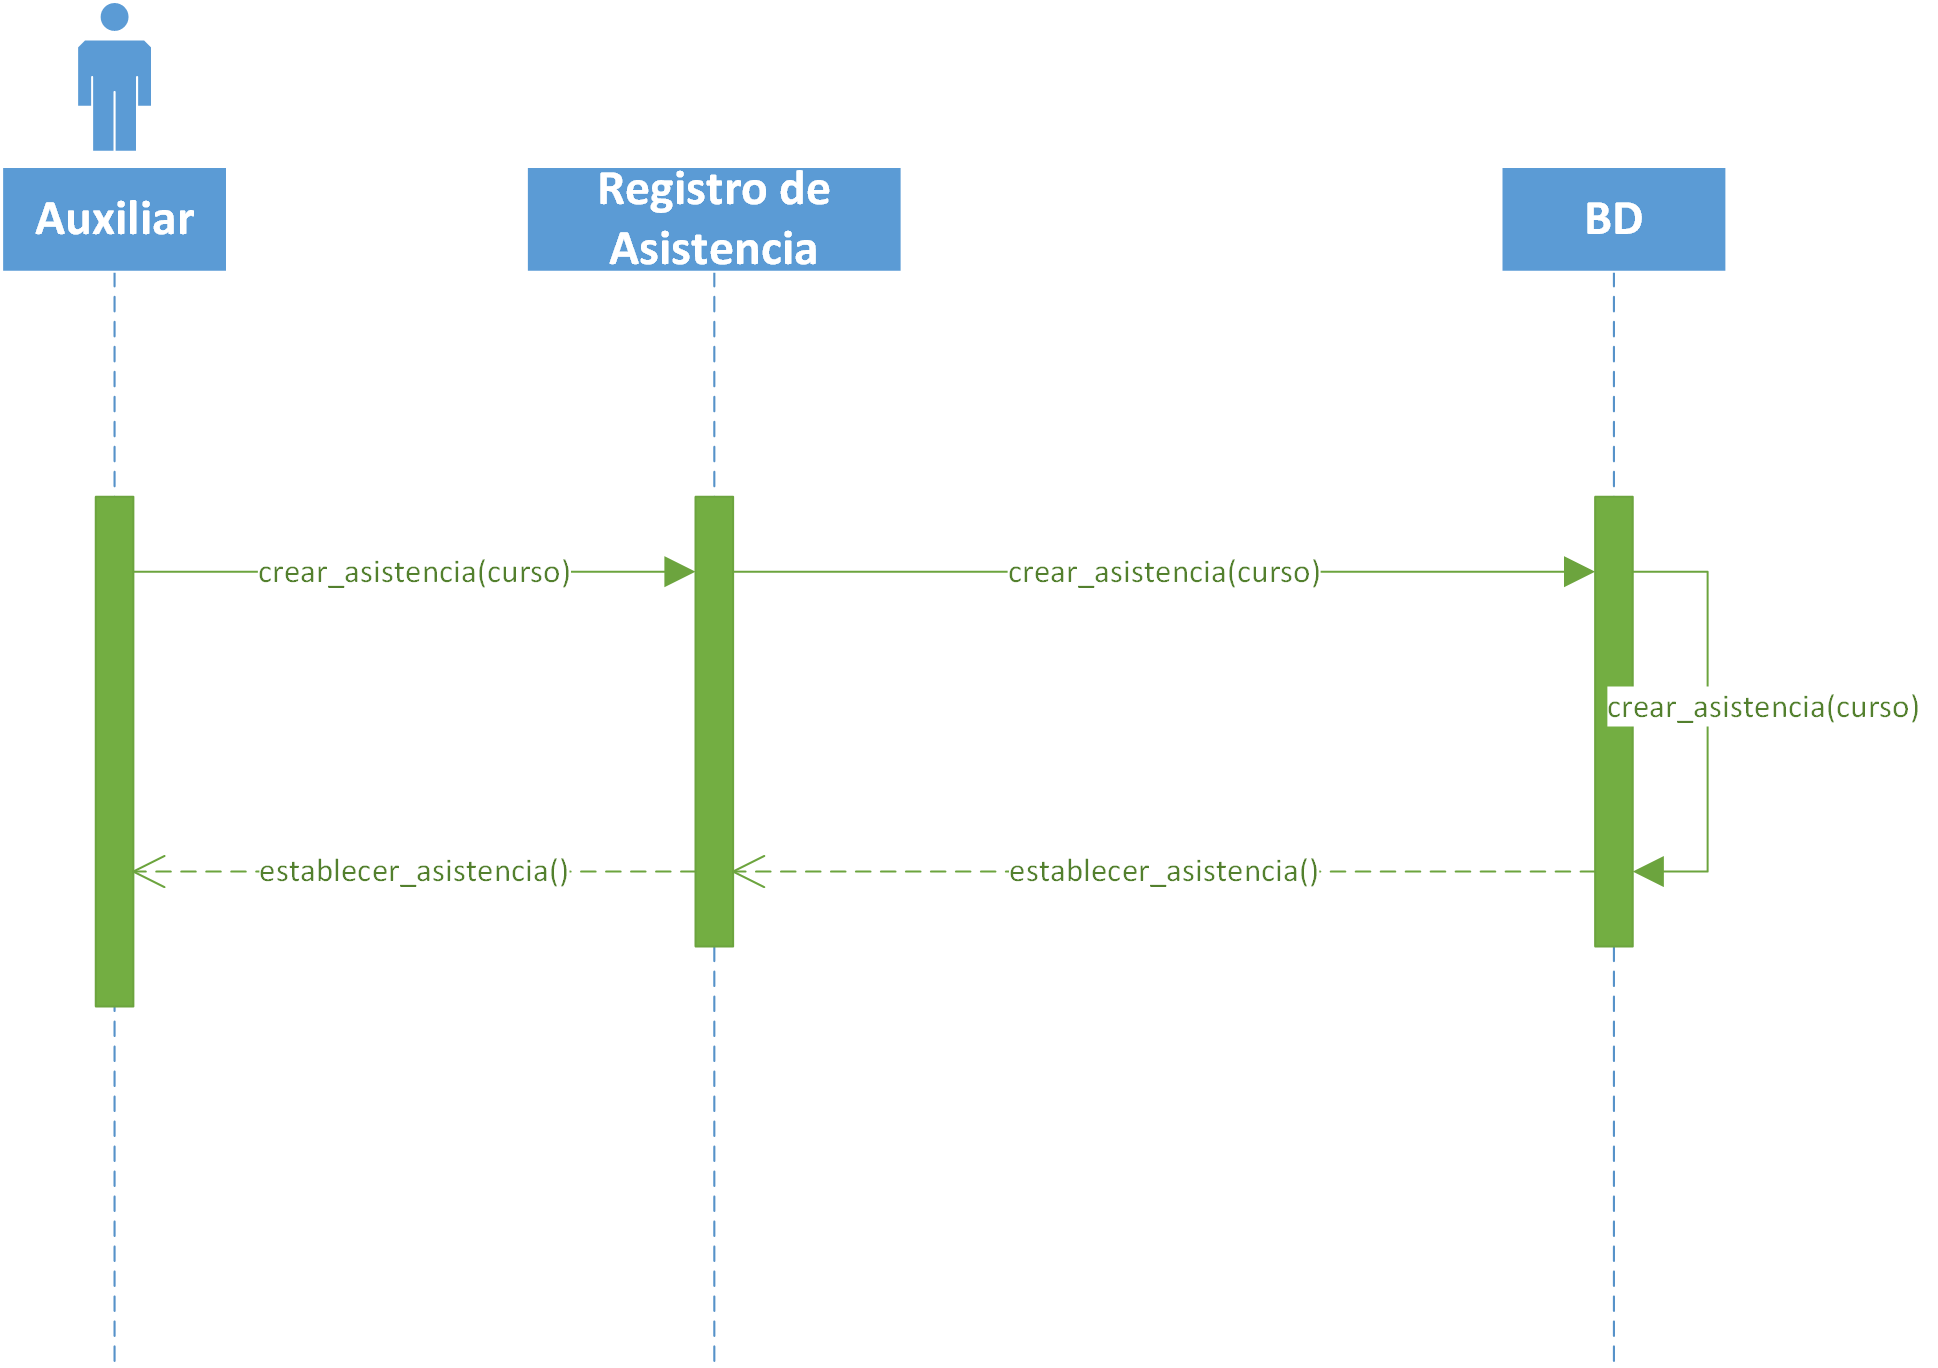 Auxiliar
Registro de
Asistencia
BD
crear_asistencia(curso)
crear_asistencia(curso)
crear_asistencia(curso)
establecer_asistencia()
establecer_asistencia()